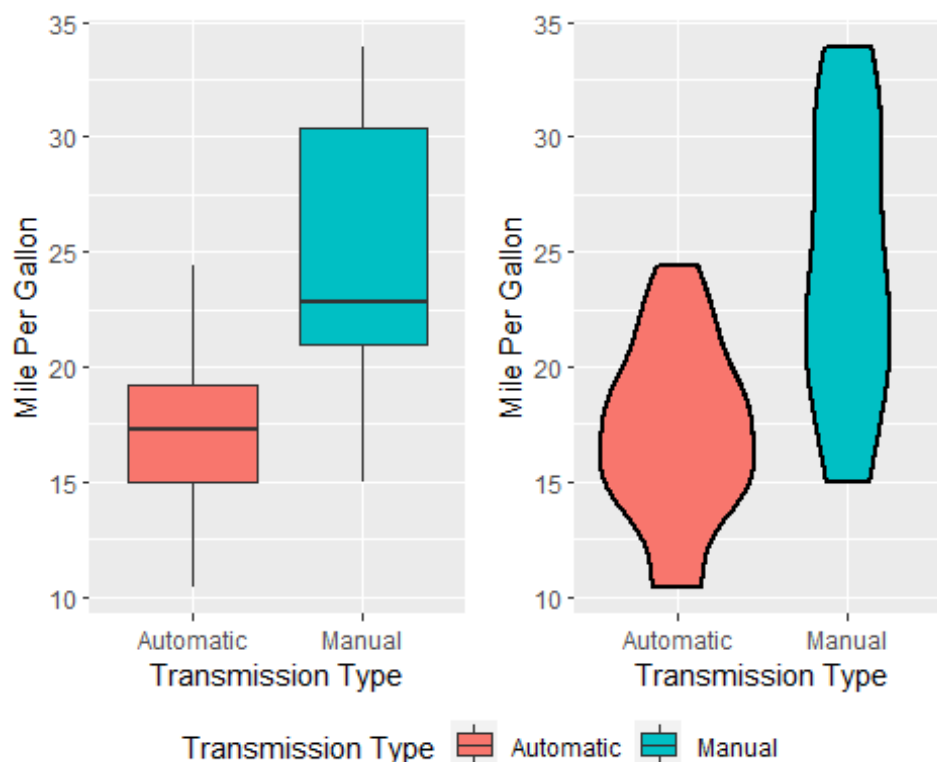 Mile Per Gallon
35
30
25
20
15
10
Automatic Manual
Transmission Type
Mile Per Gallon
35
30
25
20
15
10
Automatic Manual
Transmission Type
Transmission Type Automatic Manual